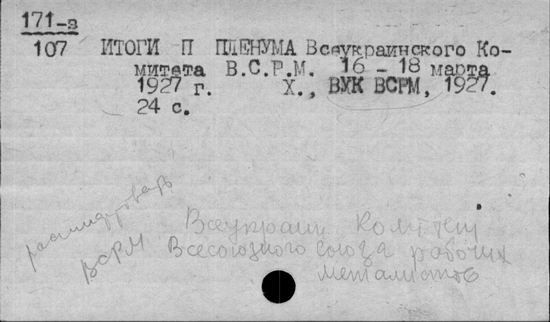 171-з
107 ИТОГИ П ПЛЕНУМА Всеукраинского Ко-
митета В.С.Р.М. 16 - 18 марта
1927 г. Х., ВУК ВСРМ, 1927.
24 с.
расшифровать Всеукраин Комитет
ВСРМ Всесоюзного союза рабочих
металлистов